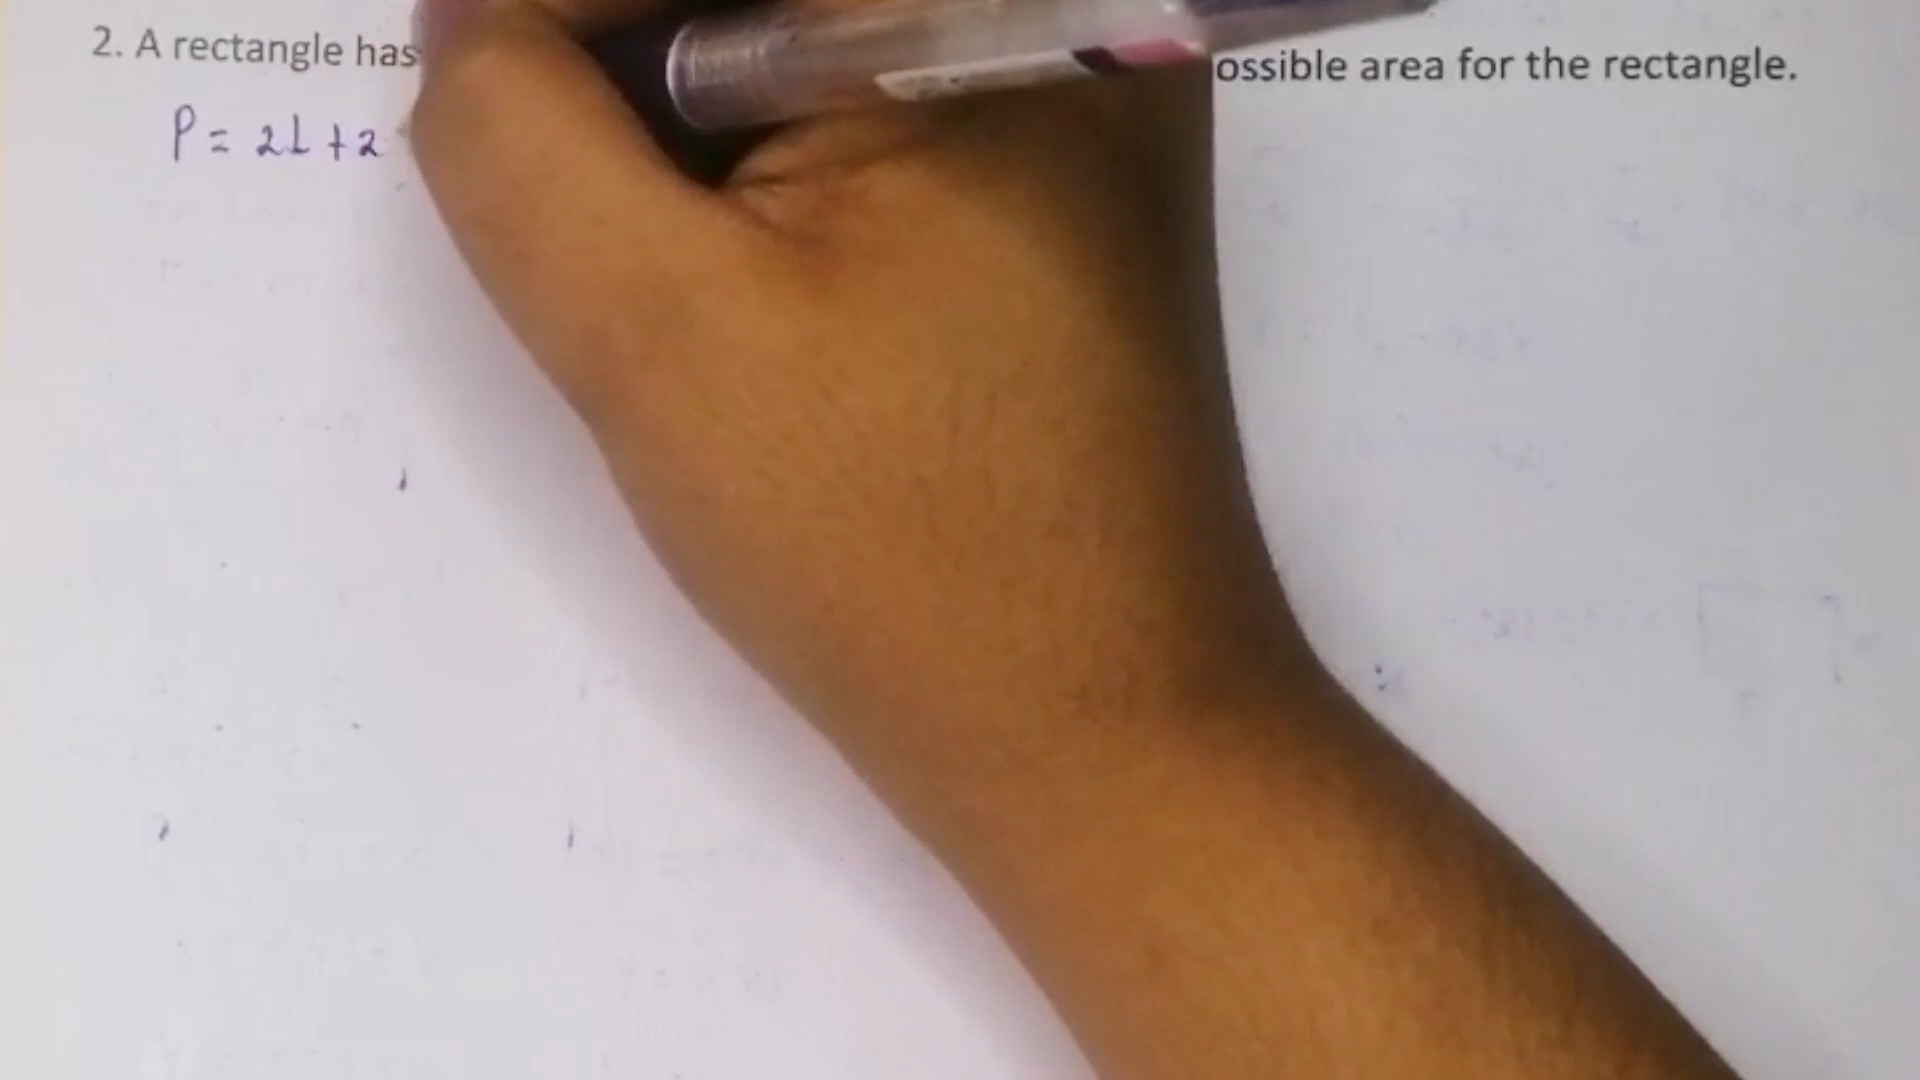 2. A rectangle has ossible area for the rectangle.
P = 2L + 2